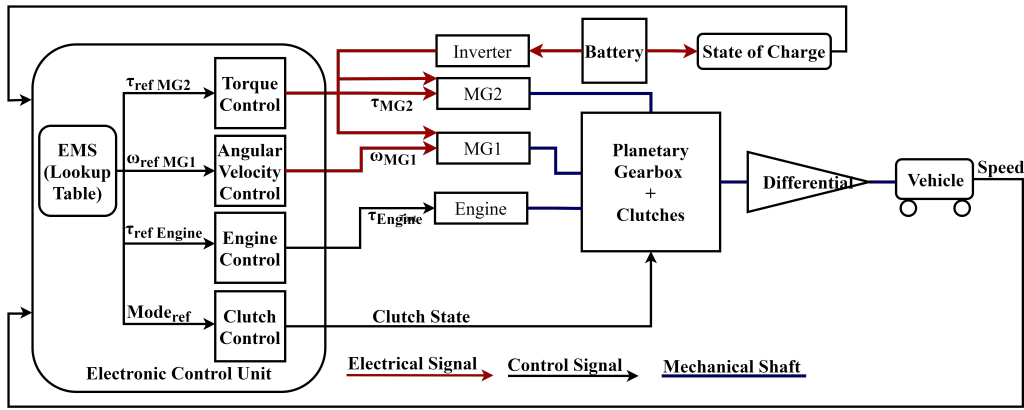 Inverter
Battery
State of Charge
τref MG2
Torque
Control
τMG2
MG2
EMS
(Lookup
Table)
ωref MG1
Angular
Velocity
Control
ωMG1
MG1
Planetary
Gearbox
+
Clutches
Differential
Vehicle
Speed
τref Engine
Engine
Control
τEngine
Engine
Moderef
Clutch
Control
Clutch State
Electronic Control Unit
Electrical Signal
Control Signal
Mechanical Shaft